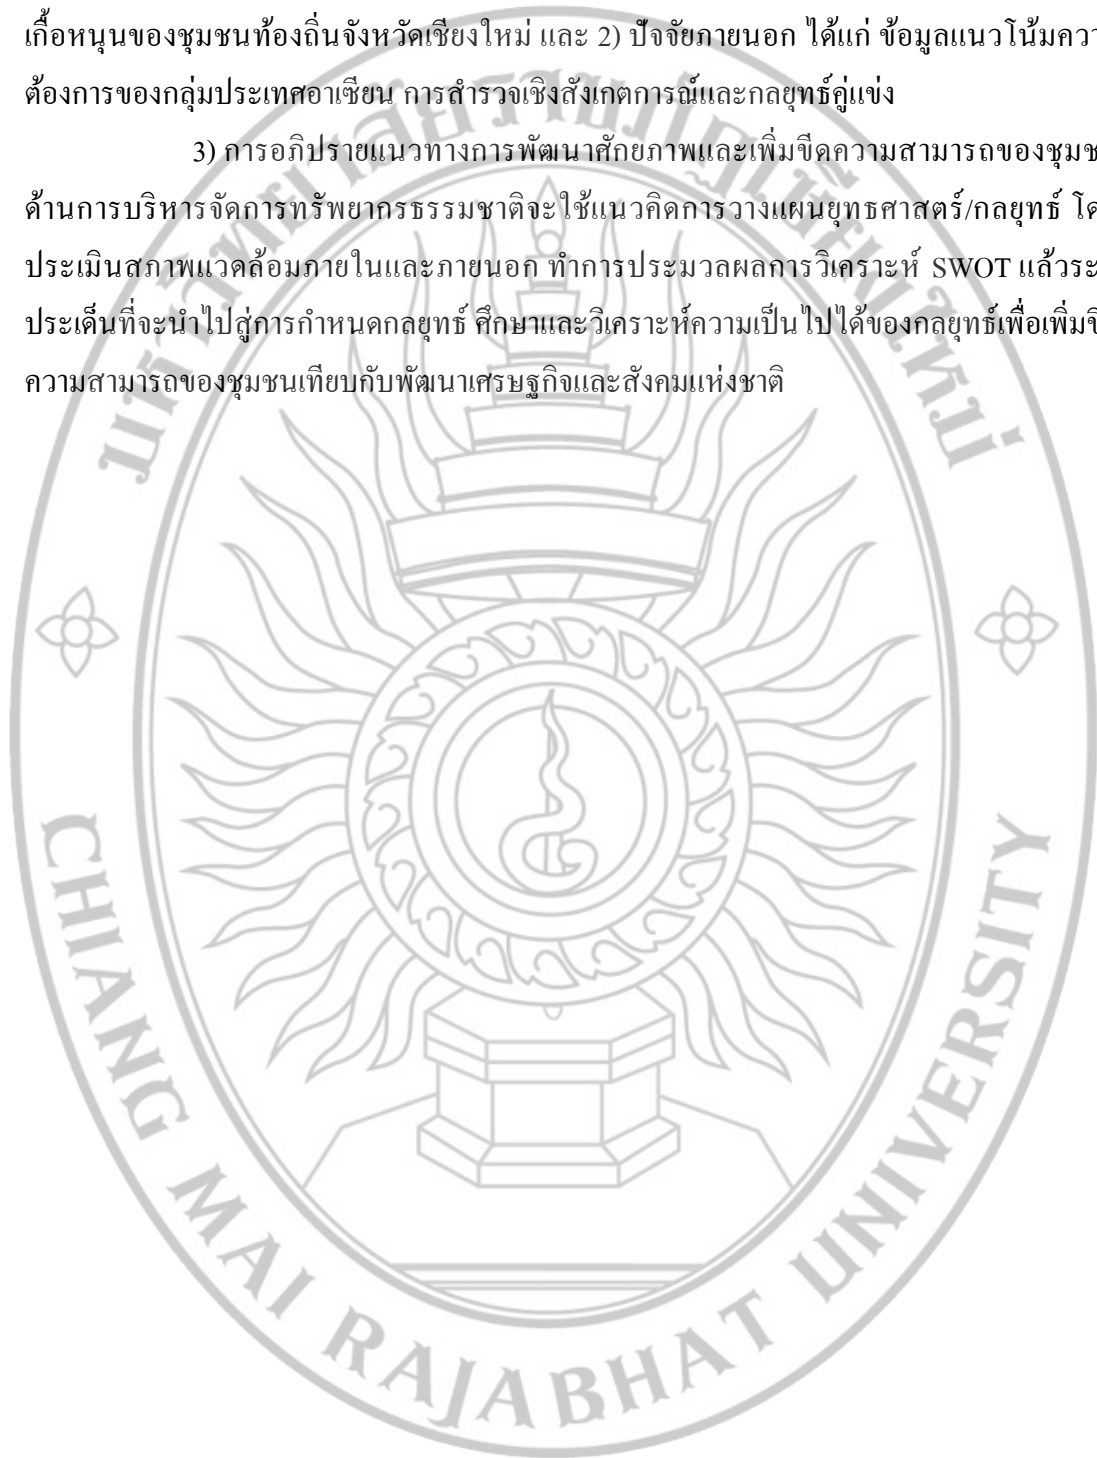 เกื้อหนุนของชุมชนท้องถิ่นจังหวัดเชียงใหม่ และ 2) ปัจจัยภายนอก ได้แก่ ข้อมูลแนวโน้มควา
ต้องการของกลุ่มประเทศอาเซียน การสำรวจเชิงสังเกตการณ์และกลยุทธ์คู่แข่ง
3) การอภิปรายแนวทางการพัฒนาศักยภาพและเพิ่มขีดความสามารถของชุมช
ด้านการบริหารจัดการทรัพยากรธรรมชาติจะใช้แนวคิดการวางแผนยุทธศาสตร์/กลยุทธ์ โด
ประเมินสภาพแวดล้อมภายในและภายนอก ทำการประมวลผลการวิเคราะห์ SWOT แล้วระ
ประเด็นที่จะนำไปสู่การกำหนดกลยุทธ์ ศึกษาและวิเคราะห์ความเป็นไปได้ของกลยุทธ์เพื่อเพิ่มขี
ความสามารถของชุมชนเทียบกับพัฒนาเศรษฐกิจและสังคมแห่งชาติ
มหาวิทยาลัยราชภัฏเชียงใหม่
CHIANG MAI RAJABHAT UNIVERSITY